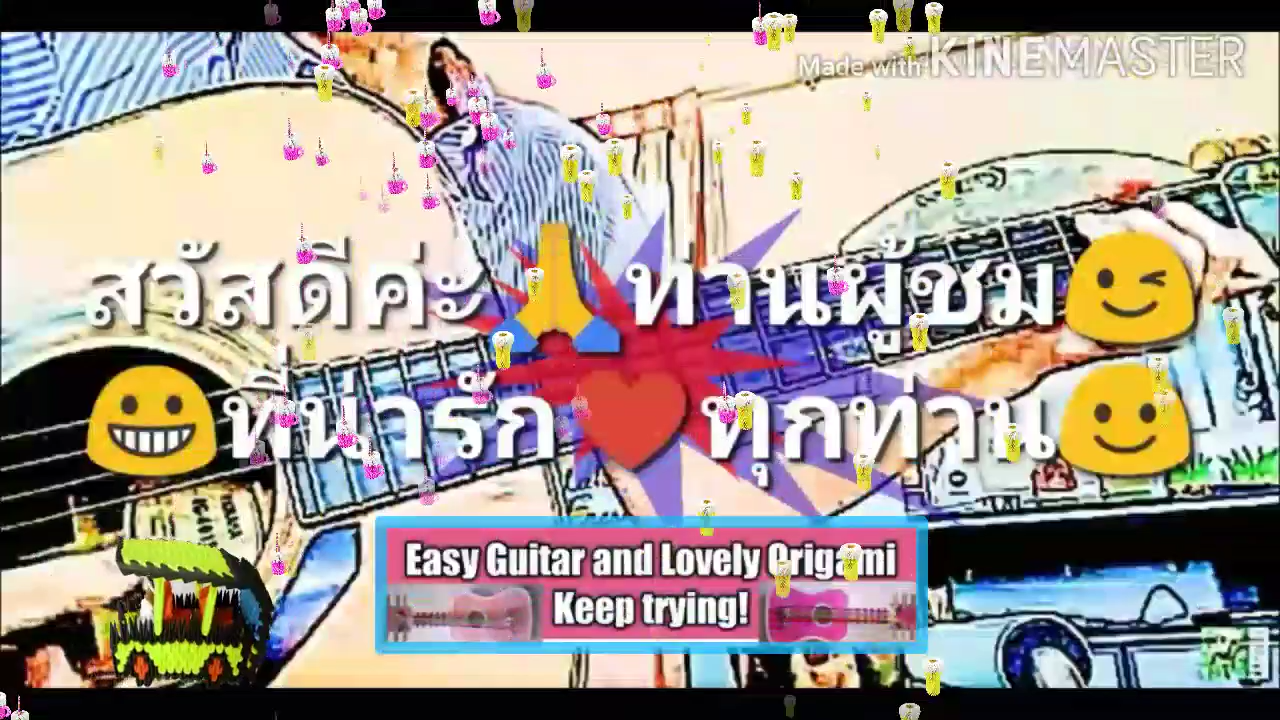 Made with KINEMASTER
สวัสดีค่ะ 🙏 ท่านผู้ชม 😉
😀 ที่น่ารัก ❤ ทุกท่าน 🙂
Easy Guitar and Lovely Origami
Keep trying!